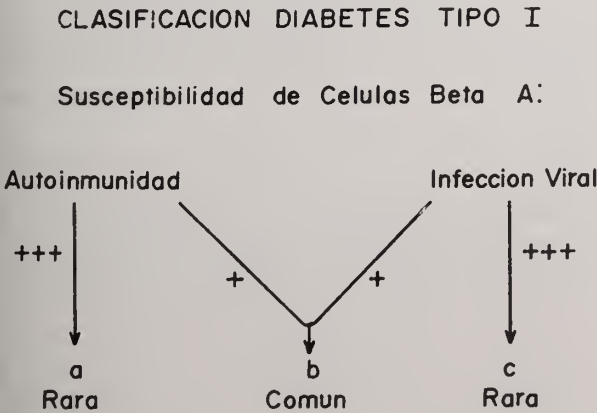 CLASIFICACION DIABETES TIPO I
Susceptibilidad de Celulas Beta A:
Autoinmunidad Infeccion Viral
+++ + + +++
a b c
Rara Comun Rara